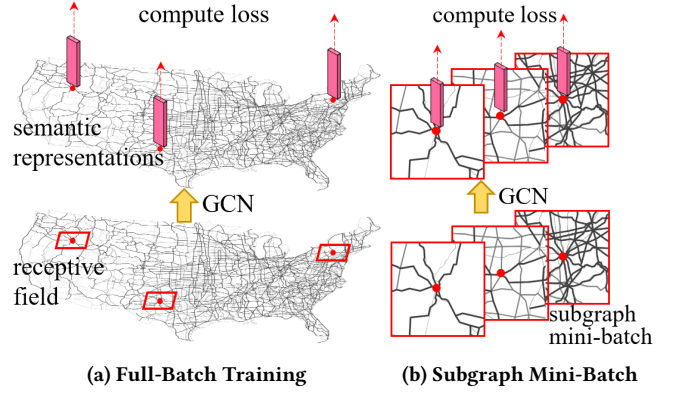 compute loss
semantic
representations
GCN
receptive
field
(a) Full-Batch Training
compute loss
GCN
subgraph
mini-batch
(b) Subgraph Mini-Batch